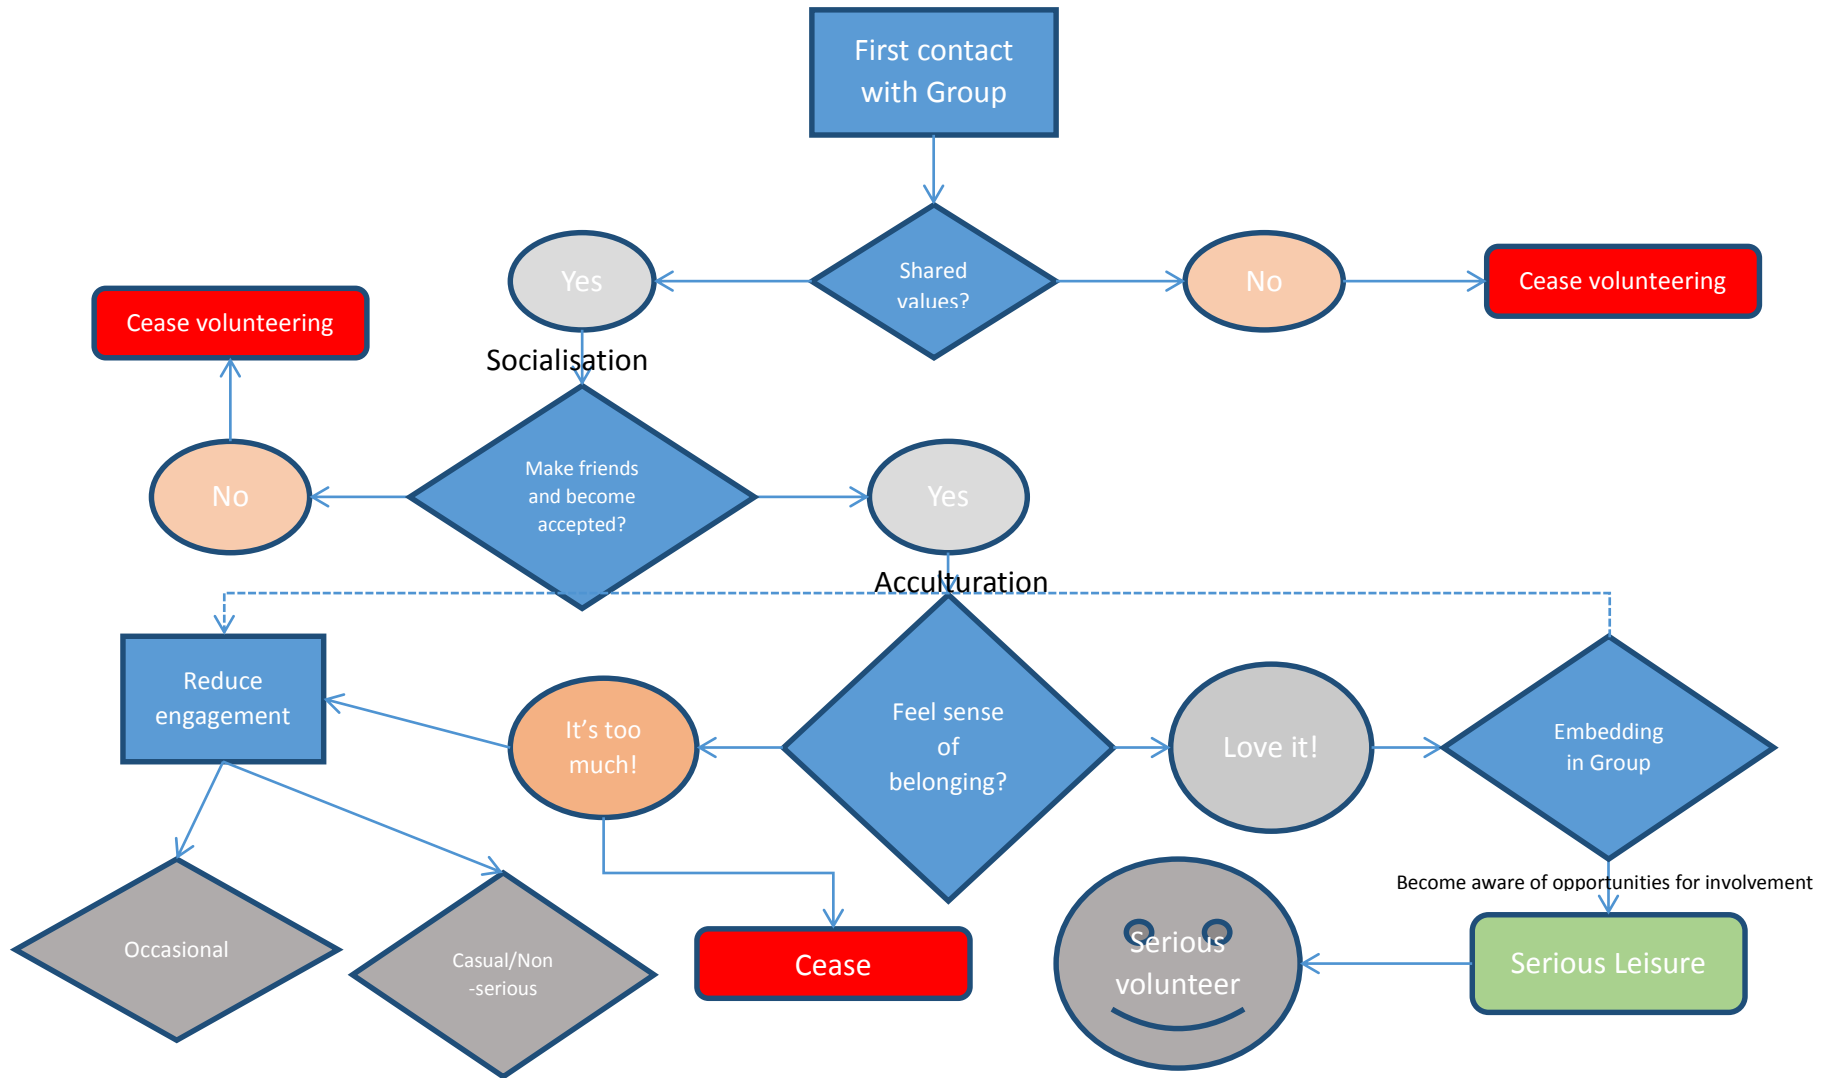 First contact
with Group
Shared
values?
Yes
No
Cease volunteering
Cease volunteering
Socialisation
Make friends
and become
accepted?
No
Yes
Acculturation
Reduce
engagement
It's too
much!
Feel sense
of
belonging?
Love it!
Embedding
in Group
Become aware of opportunities for involvement
Occasional
Casual/Non
-serious
Cease
Serious
volunteer
Serious Leisure